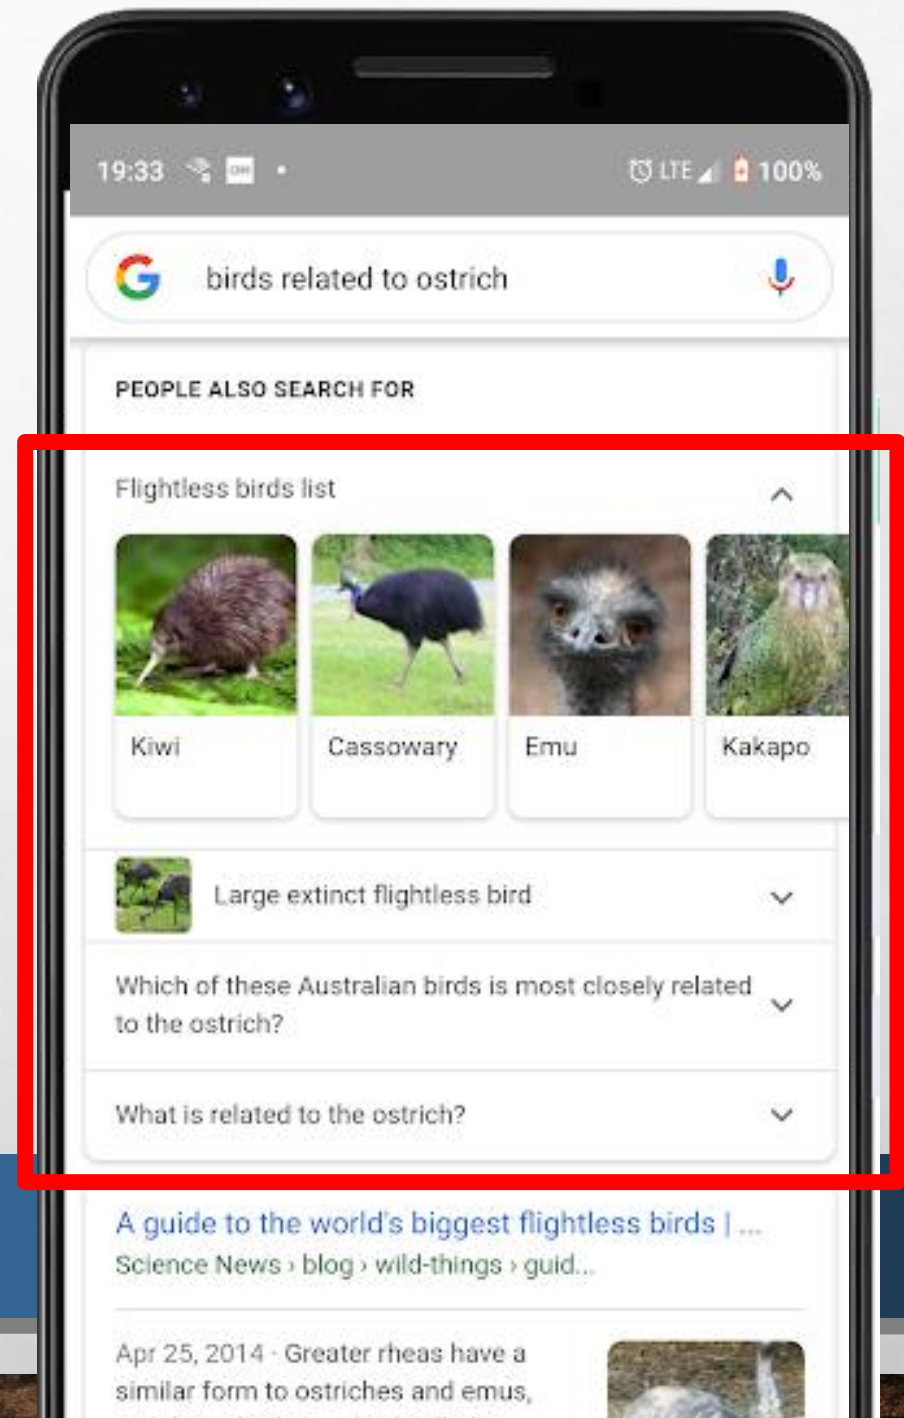 19:33
LTE
100%
birds related to ostrich
PEOPLE ALSO SEARCH FOR
Flightless birds list
Kiwi
Cassowary
Emu
Kakapo
Large extinct flightless bird
Which of these Australian birds is most closely related
to the ostrich?
What is related to the ostrich?
A guide to the world's biggest flightless birds | ...
Science News › blog › wild-things › guid...
Apr 25, 2014 · Greater rheas have a
similar form to ostriches and emus,